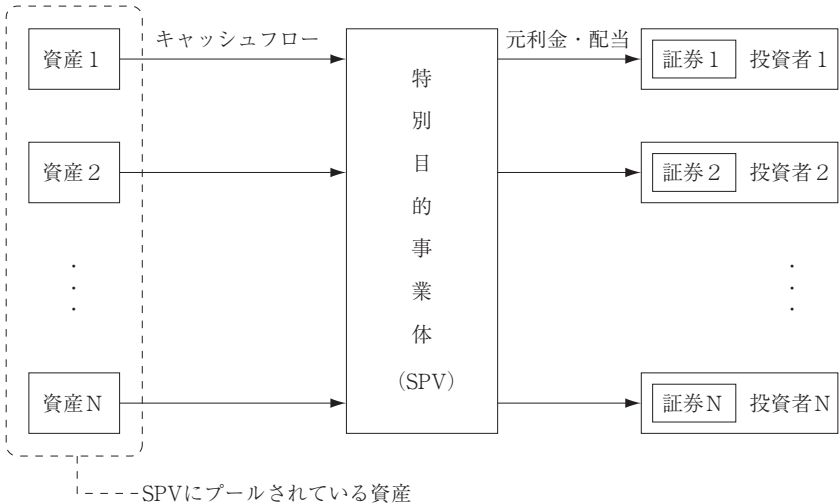 キャッシュフロー
元利金・配当
資産1
証券1 投資者1
資産2
証券2 投資者2
特別目的事業体
(SPV)
資産N
証券N 投資者N
SPVにプールされている資産